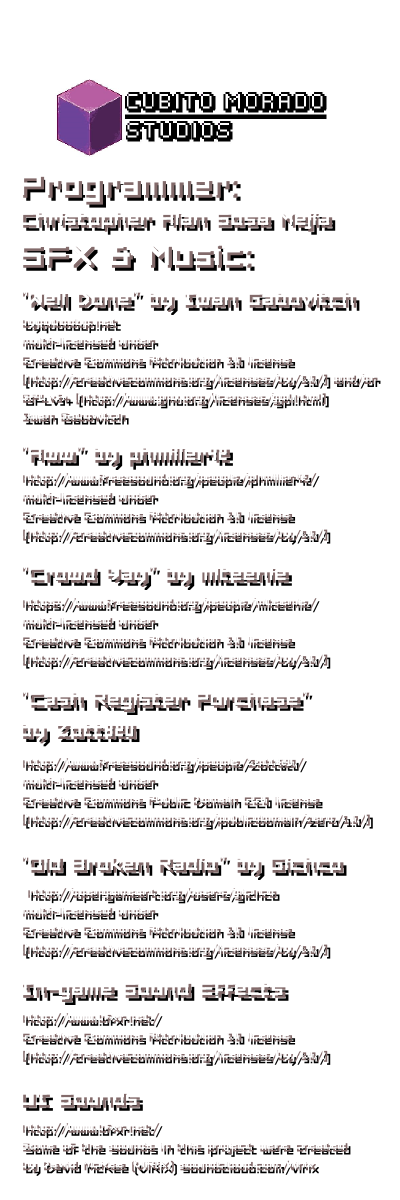 CUBITO MORADO
STUDIOS
Programmer:
Christopher Alan Sosa Mejia
SFX & Music:
"Well Done" by Iwan Gabovitch
qubodup.net
multi-licensed under
Creative Commons Attribution 3.0 license
[http://creativecommons.org/licenses/by/3.0/] and/or
GPLv3+ [http://www.gnu.org/licenses/gpl.html]
Iwan Gabovitch
by
http://www.freesound.org/people/
multi-licensed under
Creative Commons Attribution 3.0 license
[http://creativecommons.org/licenses/by/3.0/]
"Crowd Yay" by mlteenie
https://www.freesound.org/people/mlteenie/
multi-licensed under
Creative Commons Attribution 3.0 license
[http://creativecommons.org/licenses/by/3.0/]
"Cash Register Purchase"
by
http://www.freesound.org/people/
multi-licensed under
Creative Commons Public Domain CC0 license
[http://creativecommons.org/publicdomain/zero/1.0/]
"Old Broken Radio" by Gichco
http://opengameart.org/users/gichco
multi-licensed under
Creative Commons Attribution 3.0 license
[http://creativecommons.org/licenses/by/3.0/]
In-game Sound Effects
http://www.bfxr.net/
Creative Commons Attribution 3.0 license
[http://creativecommons.org/licenses/by/3.0/]
UI Sounds
http://www.bfxr.net/
Some of the sounds in this project were created
by David McKee (ViRiX) soundcloud.com/virix